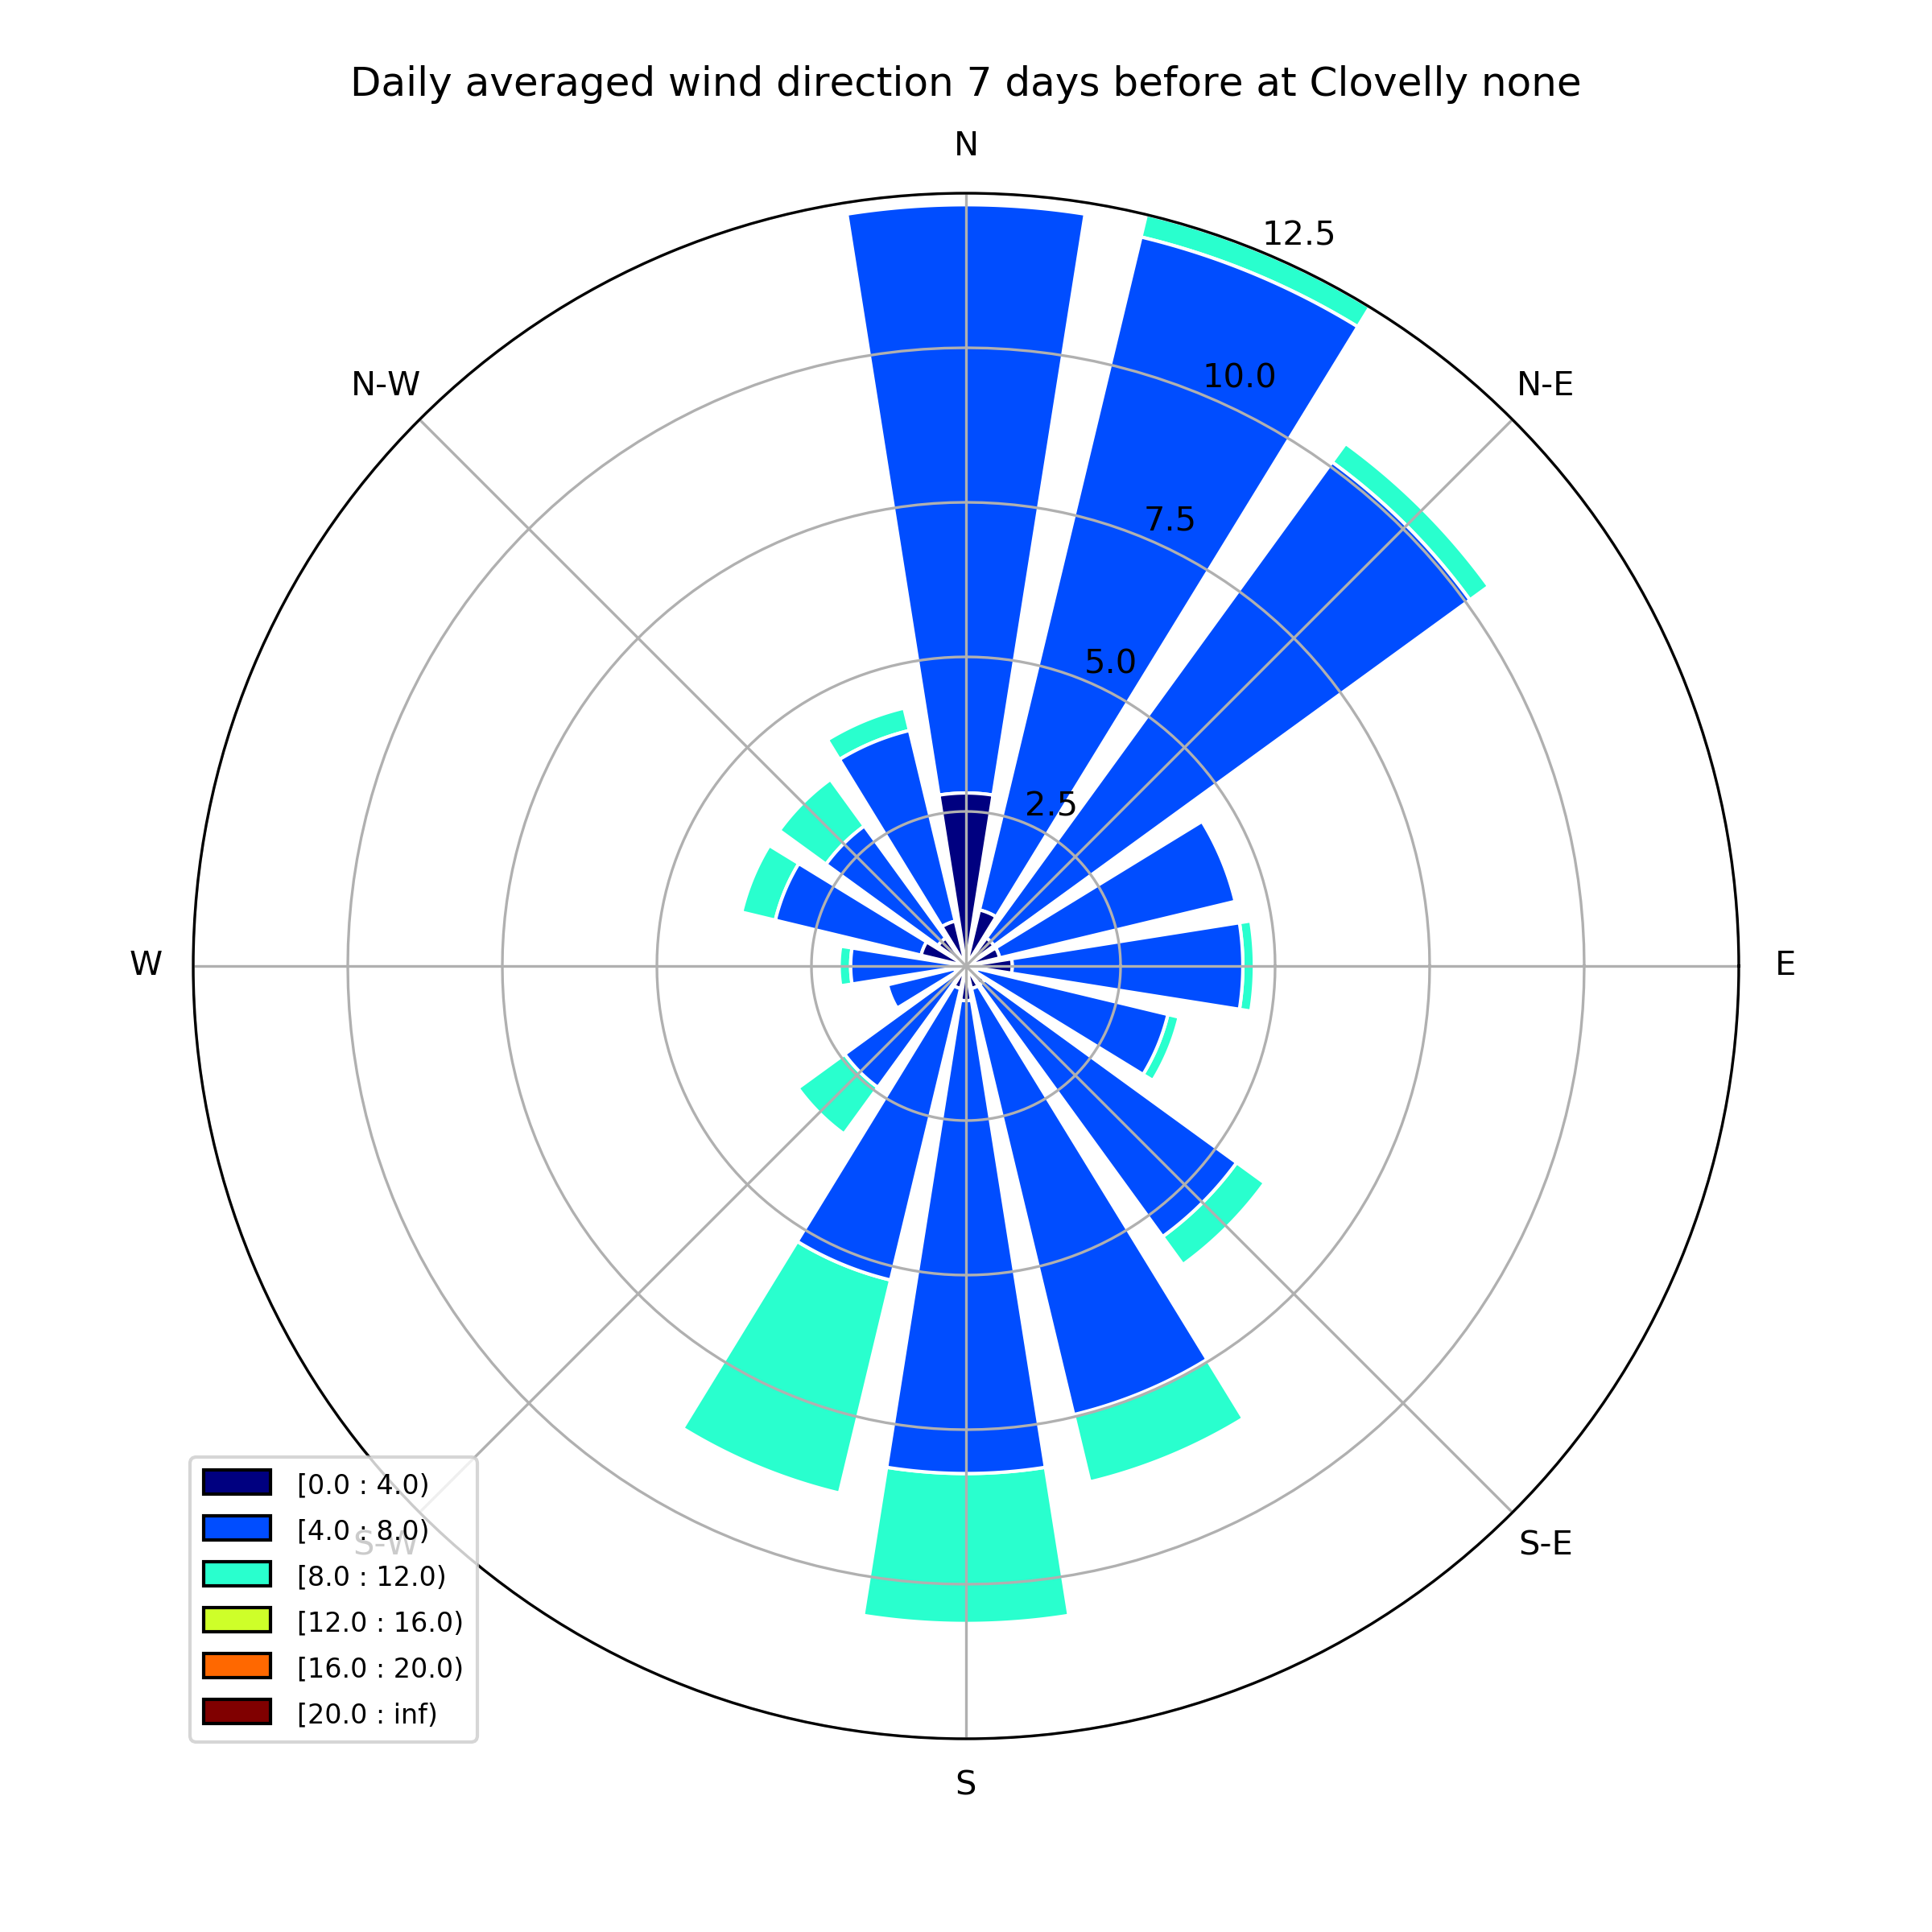 Daily averaged wind direction 7 days before at Clovelly none
N
12.5
N-W
10.0
N-E
7.5
5.0
2.5
W
E
[0.0 : 4.0)
[4.0 : 8.0)
S-W
S-E
[8.0 : 12.0)
[12.0 : 16.0)
[16.0 : 20.0)
[20.0 : inf)
S